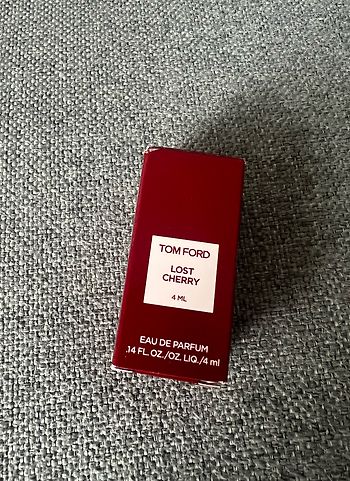 TOM FORD
LOST
CHERRY
4 ML
EAU DE PARFUM
.14 FL. OZ./OZ. LIQ./4 ml